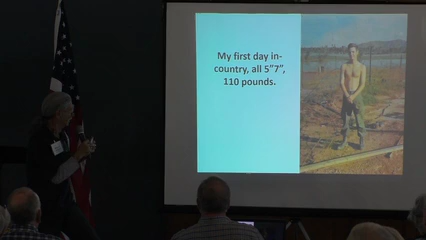 My first day in-
country, all 5”7”,
110 pounds.